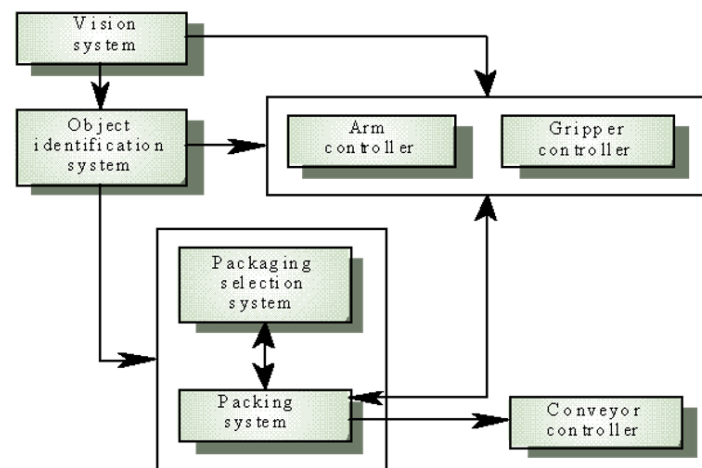 Vision
system
Object
identification
system
Arm
controller
Gripper
controller
Packaging
selection
system
Packing
system
Conveyor
controller